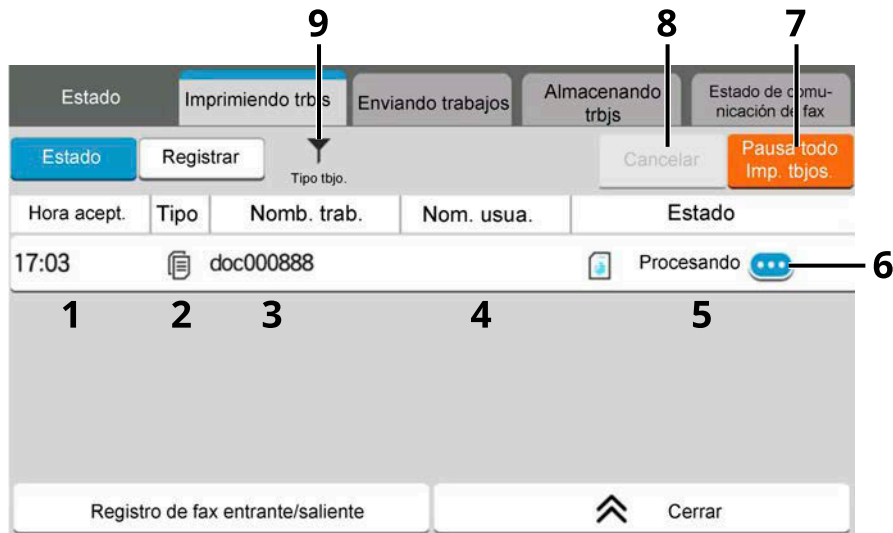 9
8
7
Estado
Imprimiendo trbjs
Enviando trabajos
Almacenando
trbjs
Estado de comu-
nicación de fax
Estado
Registrar
Tipo tbjo.
Cancelar
Pausa todo
Imp. tbjos.
Hora acept.
Tipo
Nomb. trab.
Nom. usua.
Estado
17:03
doc000888
Procesando
6
1
2
3
4
5
Registro de fax entrante/saliente
Cerrar